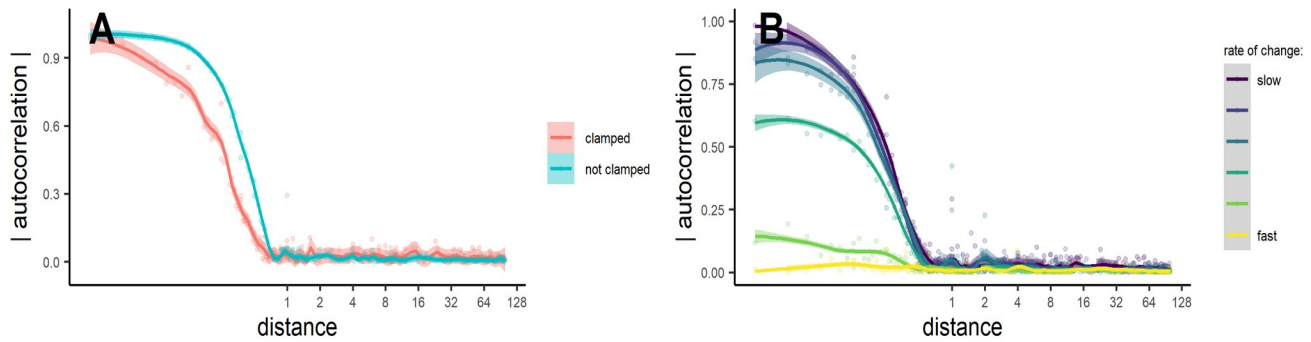 A
| autocorrelation |
0.9
0.6
0.3
0.0
1 2 4 8 16 32 64 128
distance
clamped
not clamped
B
| autocorrelation |
1.00
0.75
0.50
0.25
0.00
1 2 4 8 16 32 64 128
distance
rate of change:
slow
fast